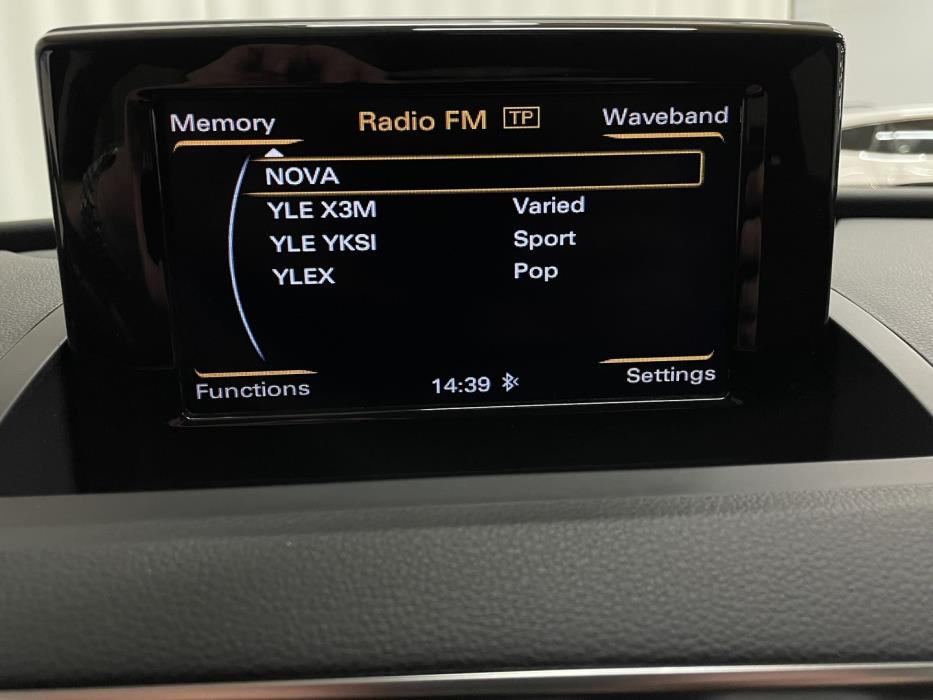 Memory Radio FM TP Waveband
NOVA
YLE X3M Varied
YLE YKSI Sport
YLEX Pop
Functions 14:39 Settings